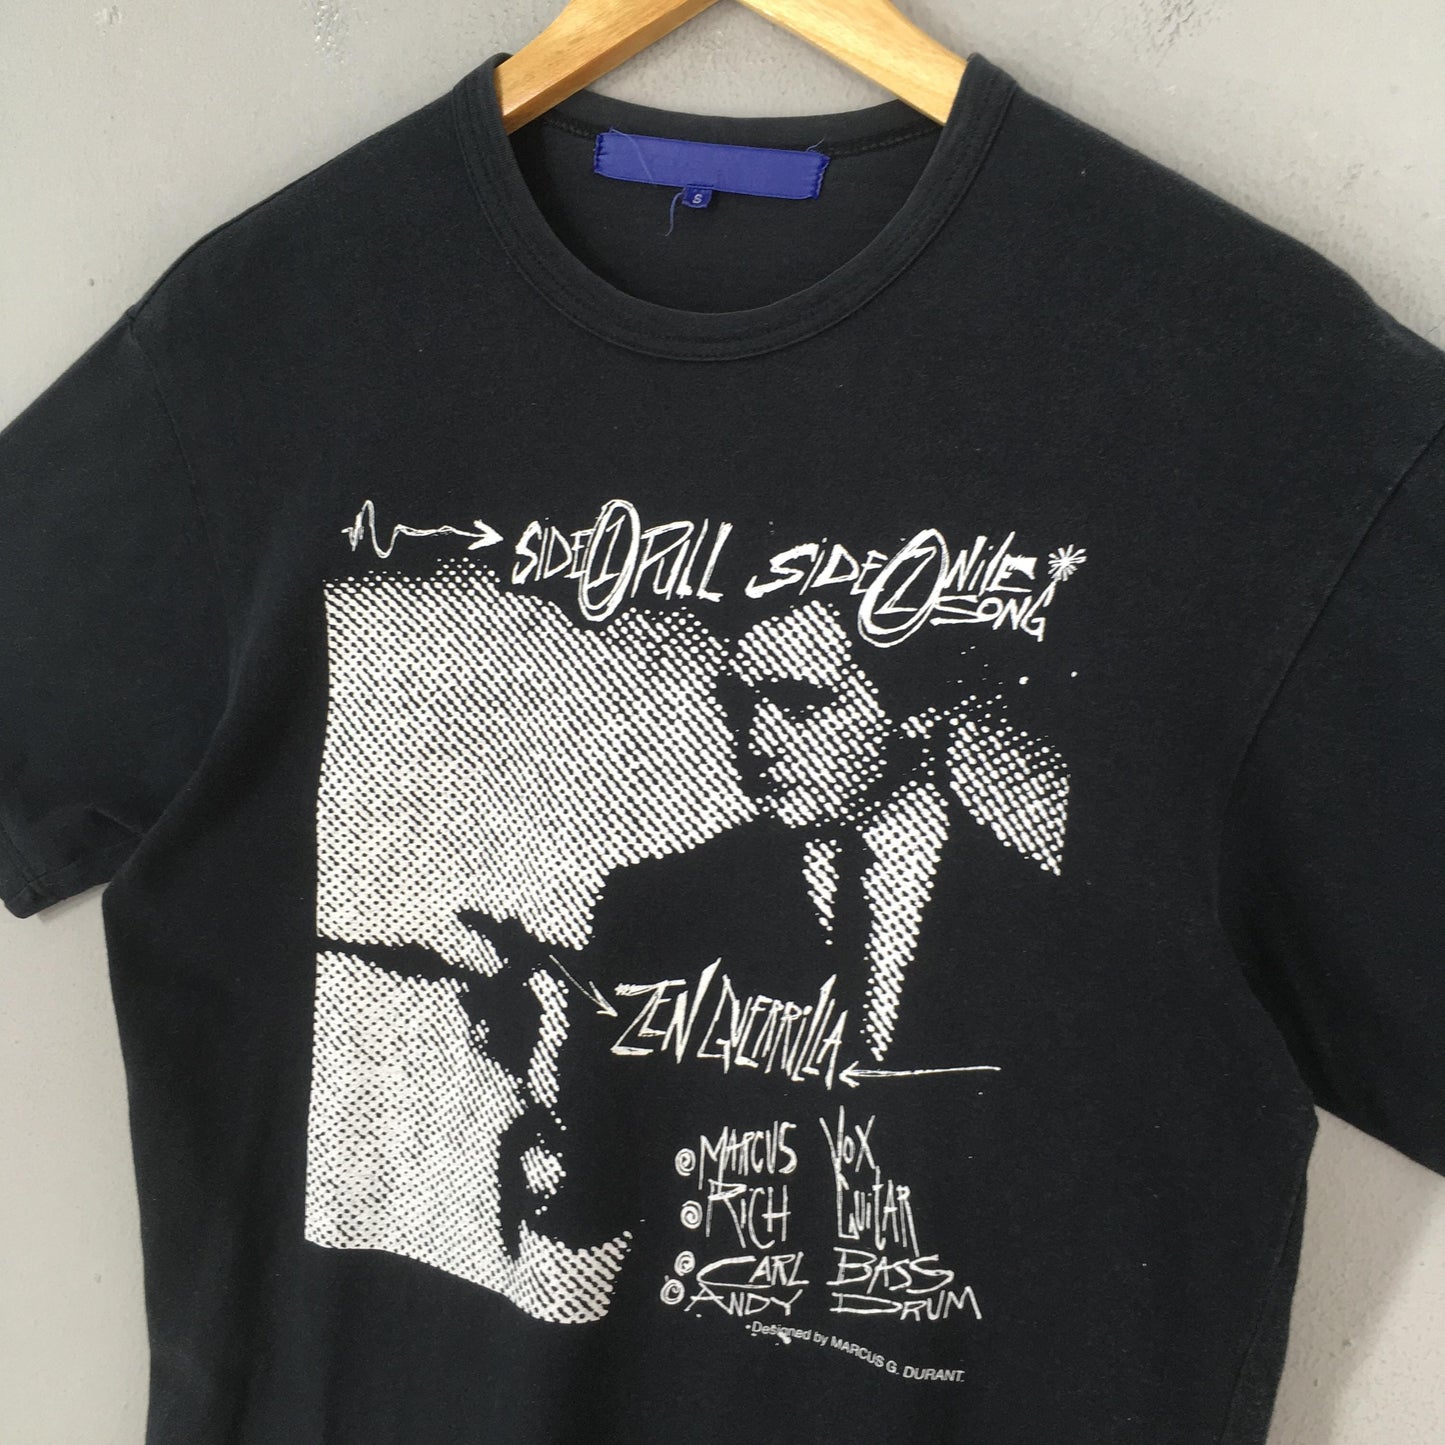 S
SIDE 1 PULL SIDE 2 NILE
SONG
ZEN GUERRILLA
MARCUS VOX
RICH GUITAR
CARL BASS
ANDY DRUM
Designed by MARCUS G. DURANT.